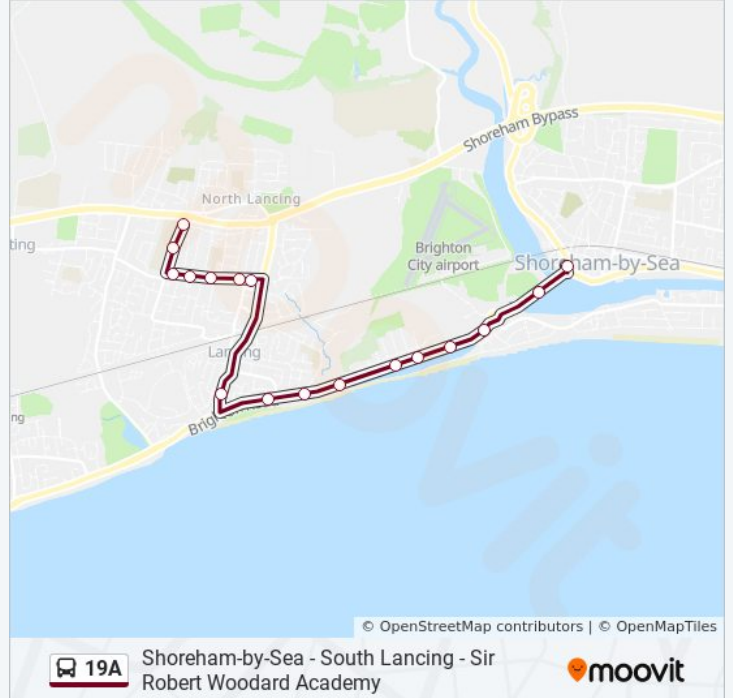 Shoreham Bypass
North Lancing
ting
Brighton
City airport
Shoreham-by-Sea
Lancing
ng
© OpenStreetMap contributors | © OpenMapTiles
19A
Shoreham-by-Sea - South Lancing - Sir
Robert Woodard Academy
moovit